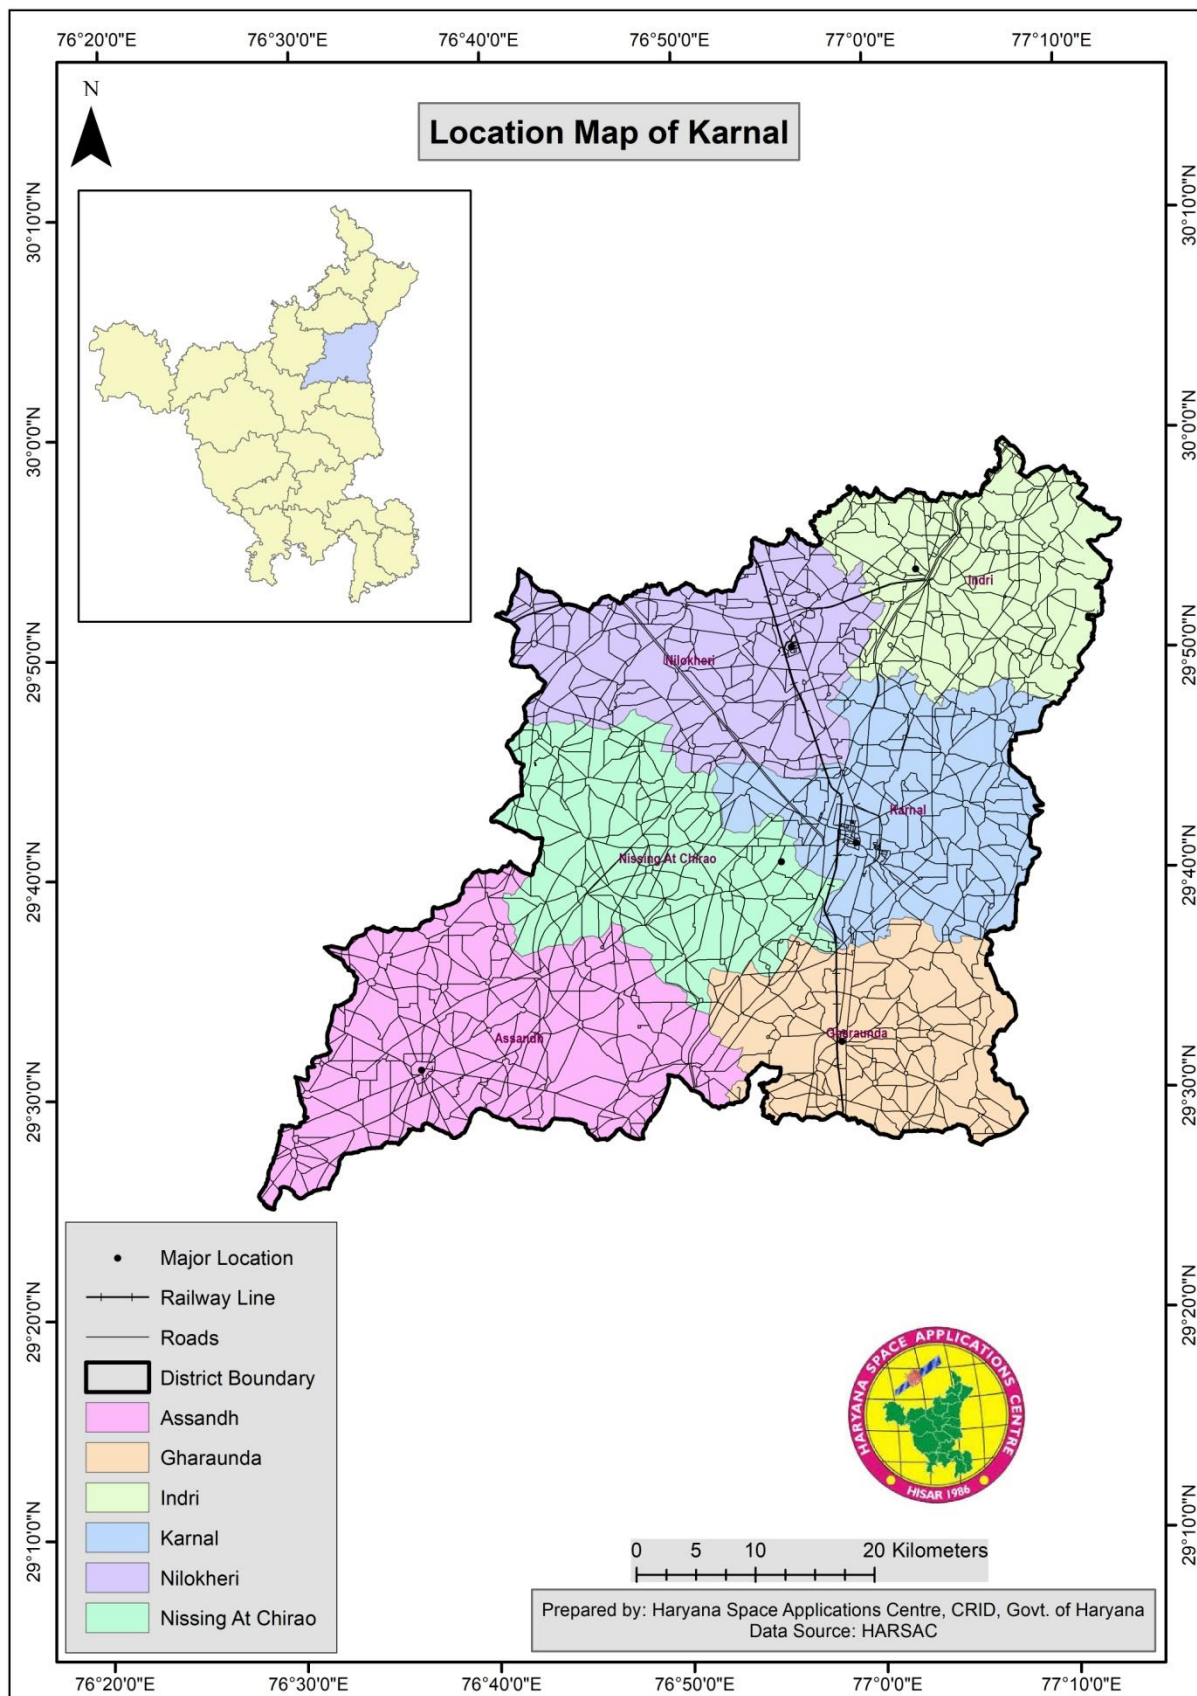 76°20'0"E
76°30'0"E
76°40'0"E
76°50'0"E
77°0'0"E
77°10'0"E
N
Location Map of Karnal
30°10'0"N
30°10'0"N
30°0'0"N
30°0'0"N
Indri
29°50'0"N
29°50'0"N
Nilokheri
Karnal
Nissing At Chirao
29°40'0"N
29°40'0"N
Gharaunda
Assandh
29°30'0"N
29°30'0"N
Major Location
Railway Line
Roads
District Boundary
Assandh
Gharaunda
Indri
Karnal
Nilokheri
Nissing At Chirao
29°20'0"N
29°20'0"N
HARYANA SPACE APPLICATIONS CENTRE
HISAR 1986
29°10'0"N
29°10'0"N
0 5 10 20 Kilometers
Prepared by: Haryana Space Applications Centre, CRID, Govt. of Haryana
Data Source: HARSAC
76°20'0"E
76°30'0"E
76°40'0"E
76°50'0"E
77°0'0"E
77°10'0"E